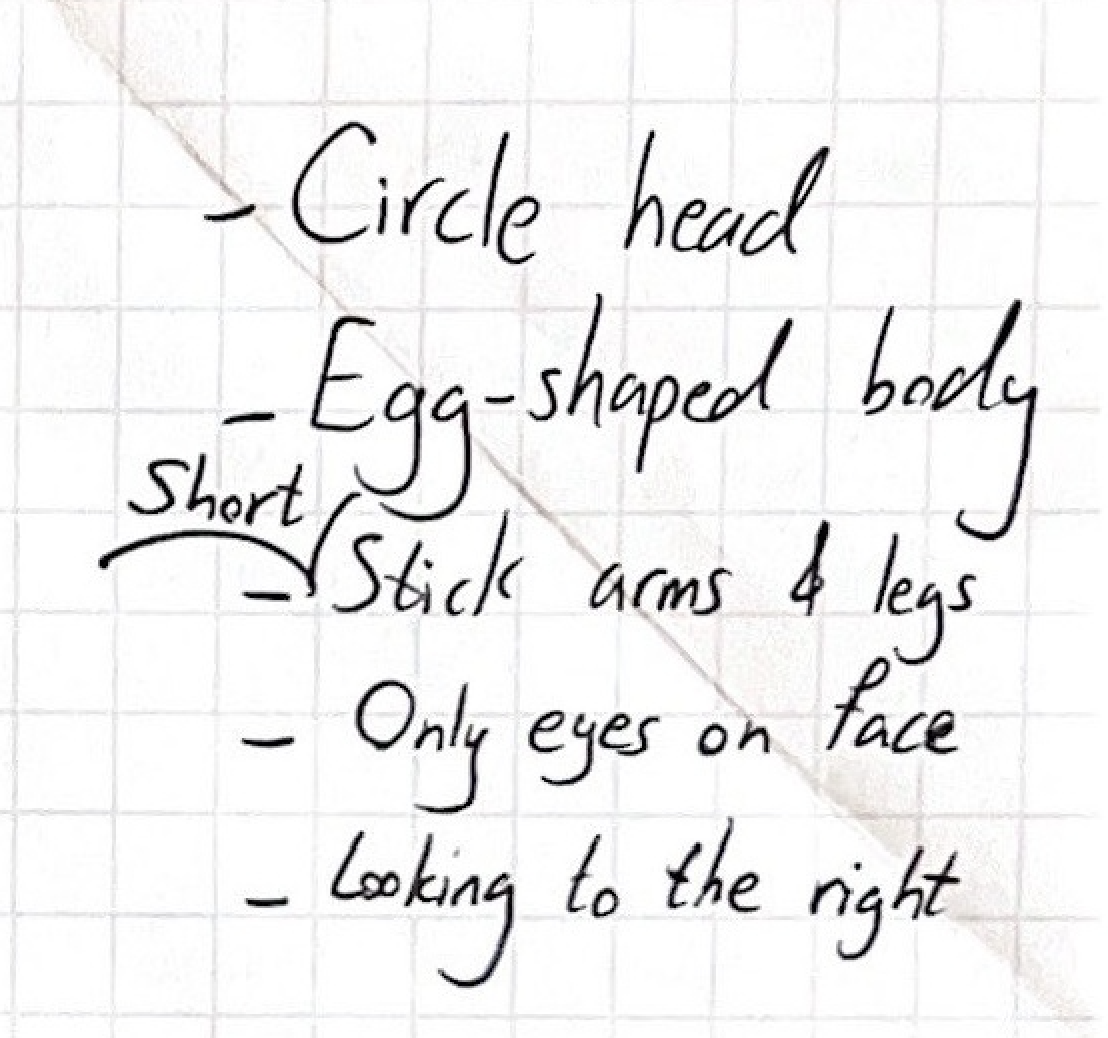 - Circle head
- Egg-shaped body
Short
- Stick arms & legs
- Only eyes on face
- Looking to the right